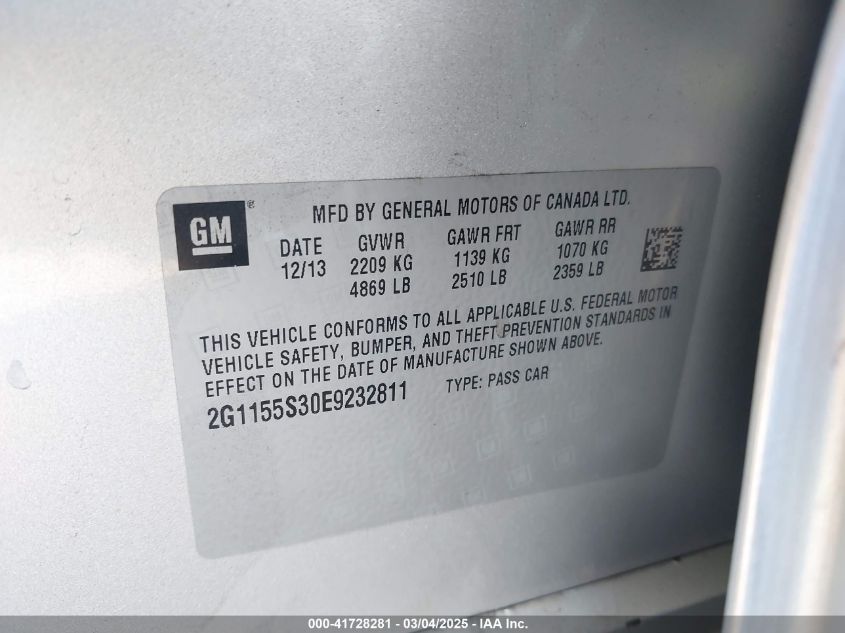 GM ®
MFD BY GENERAL MOTORS OF CANADA LTD.
DATE GVWR GAWR FRT GAWR RR
12/13 2209 KG 1139 KG 1070 KG
4869 LB 2510 LB 2359 LB
THIS VEHICLE CONFORMS TO ALL APPLICABLE U.S. FEDERAL MOTOR
VEHICLE SAFETY, BUMPER, AND THEFT PREVENTION STANDARDS IN
EFFECT ON THE DATE OF MANUFACTURE SHOWN ABOVE.
2G1155S30E9232811 TYPE: PASS CAR
000-41728281 - 03/04/2025 - IAA Inc.